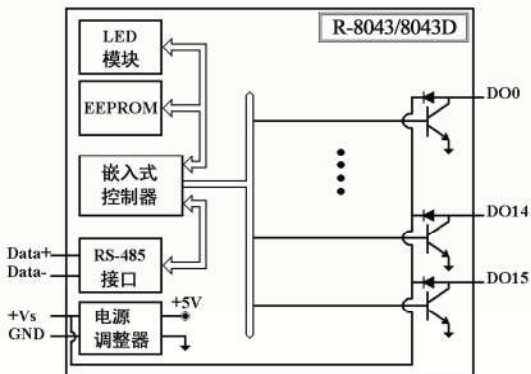 R-8043/8043D
LED
模块
EEPROM
嵌入式
控制器
RS-485
接口
电源
调整器
+5V
Data+
Data-
+Vs
GND
DO0
DO14
DO15